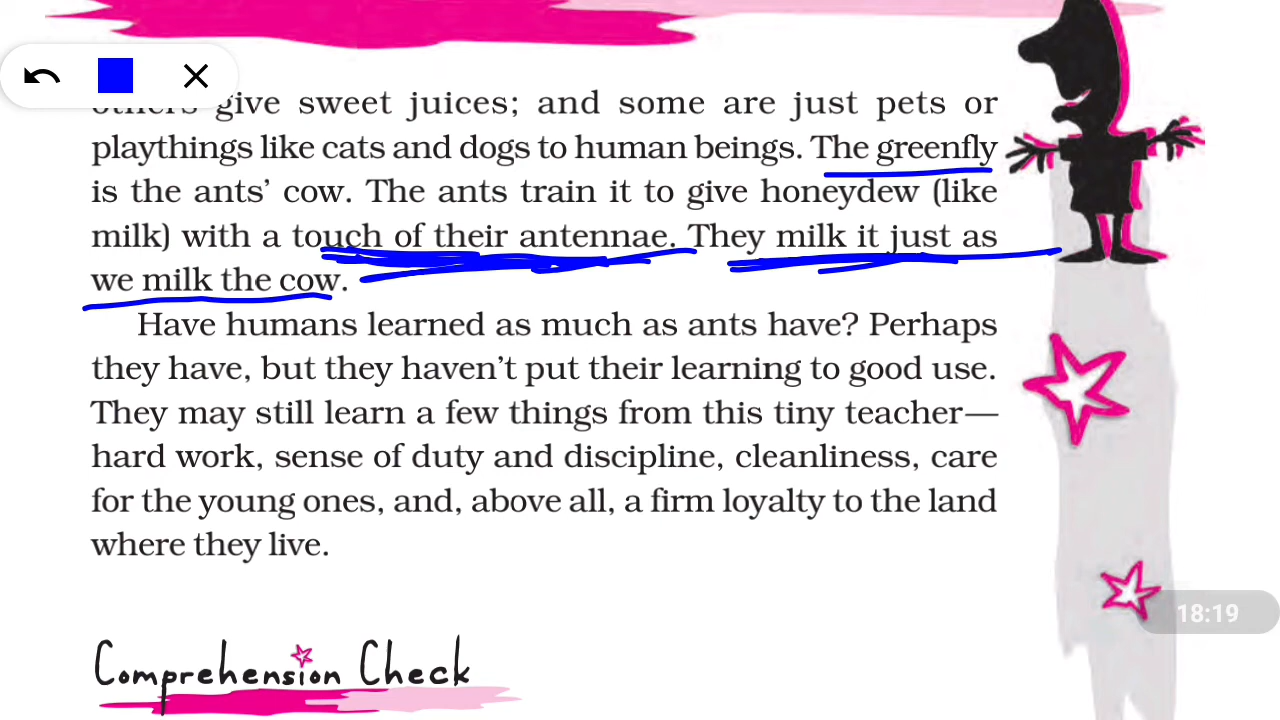 others give sweet juices; and some are just pets or
playthings like cats and dogs to human beings. The greenfly
is the ants’ cow. The ants train it to give honeydew (like
milk) with a touch of their antennae. They milk it just as
we milk the cow.
Have humans learned as much as ants have? Perhaps
they have, but they haven’t put their learning to good use.
They may still learn a few things from this tiny teacher—
hard work, sense of duty and discipline, cleanliness, care
for the young ones, and, above all, a firm loyalty to the land
where they live.
18:19
Comprehension Check